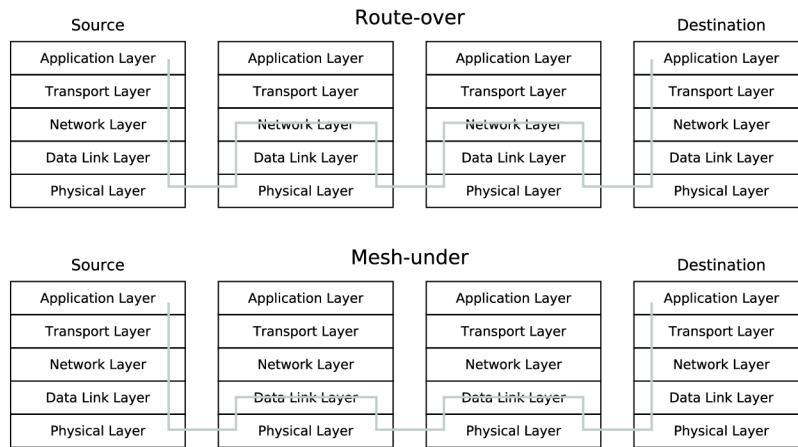 Route-over
Source
Destination
Application Layer
Application Layer
Application Layer
Application Layer
Transport Layer
Transport Layer
Transport Layer
Transport Layer
Network Layer
Network Layer
Network Layer
Network Layer
Data Link Layer
Data Link Layer
Data Link Layer
Data Link Layer
Physical Layer
Physical Layer
Physical Layer
Physical Layer
Mesh-under
Source
Destination
Application Layer
Application Layer
Application Layer
Application Layer
Transport Layer
Transport Layer
Transport Layer
Transport Layer
Network Layer
Network Layer
Network Layer
Network Layer
Data Link Layer
Data Link Layer
Data Link Layer
Data Link Layer
Physical Layer
Physical Layer
Physical Layer
Physical Layer